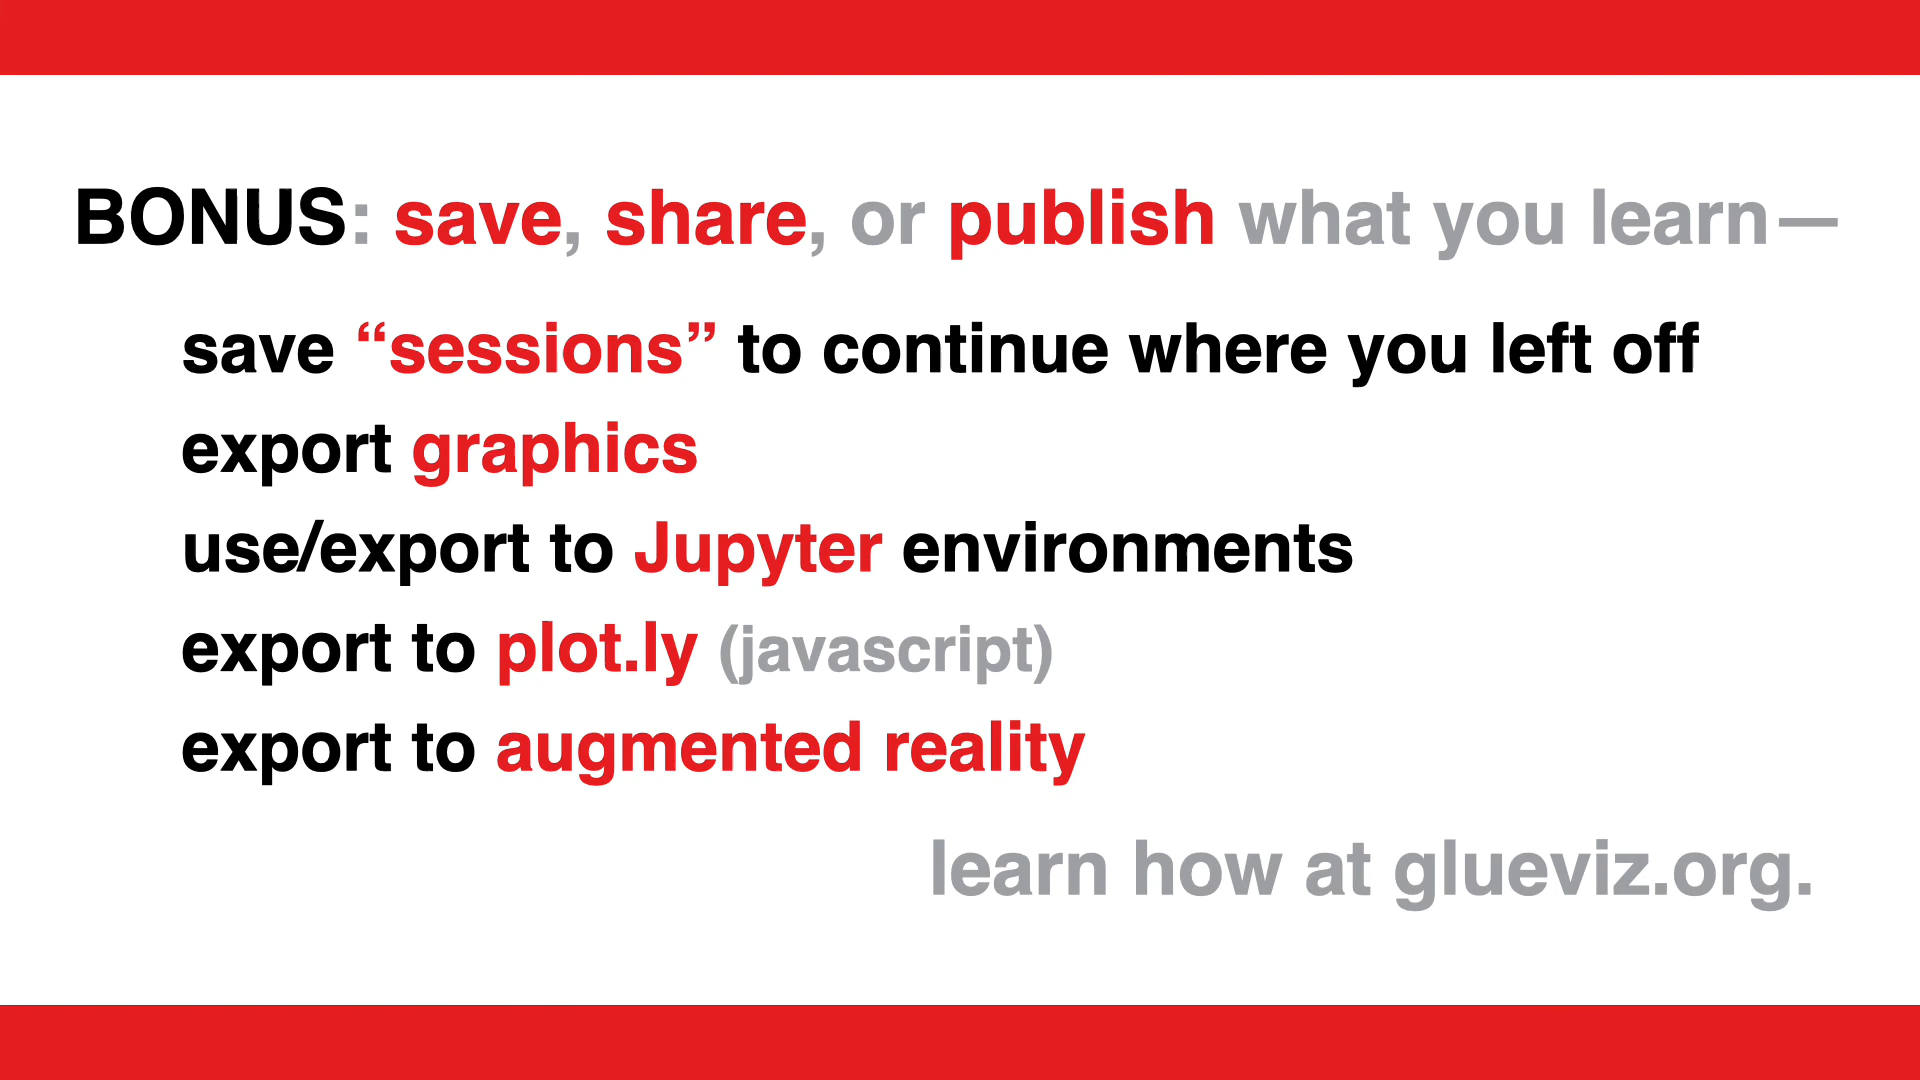 BONUS: save, share, or publish what you learn—
save “sessions” to continue where you left off
export graphics
use/export to Jupyter environments
export to plot.ly (javascript)
export to augmented reality
learn how at glueviz.org.